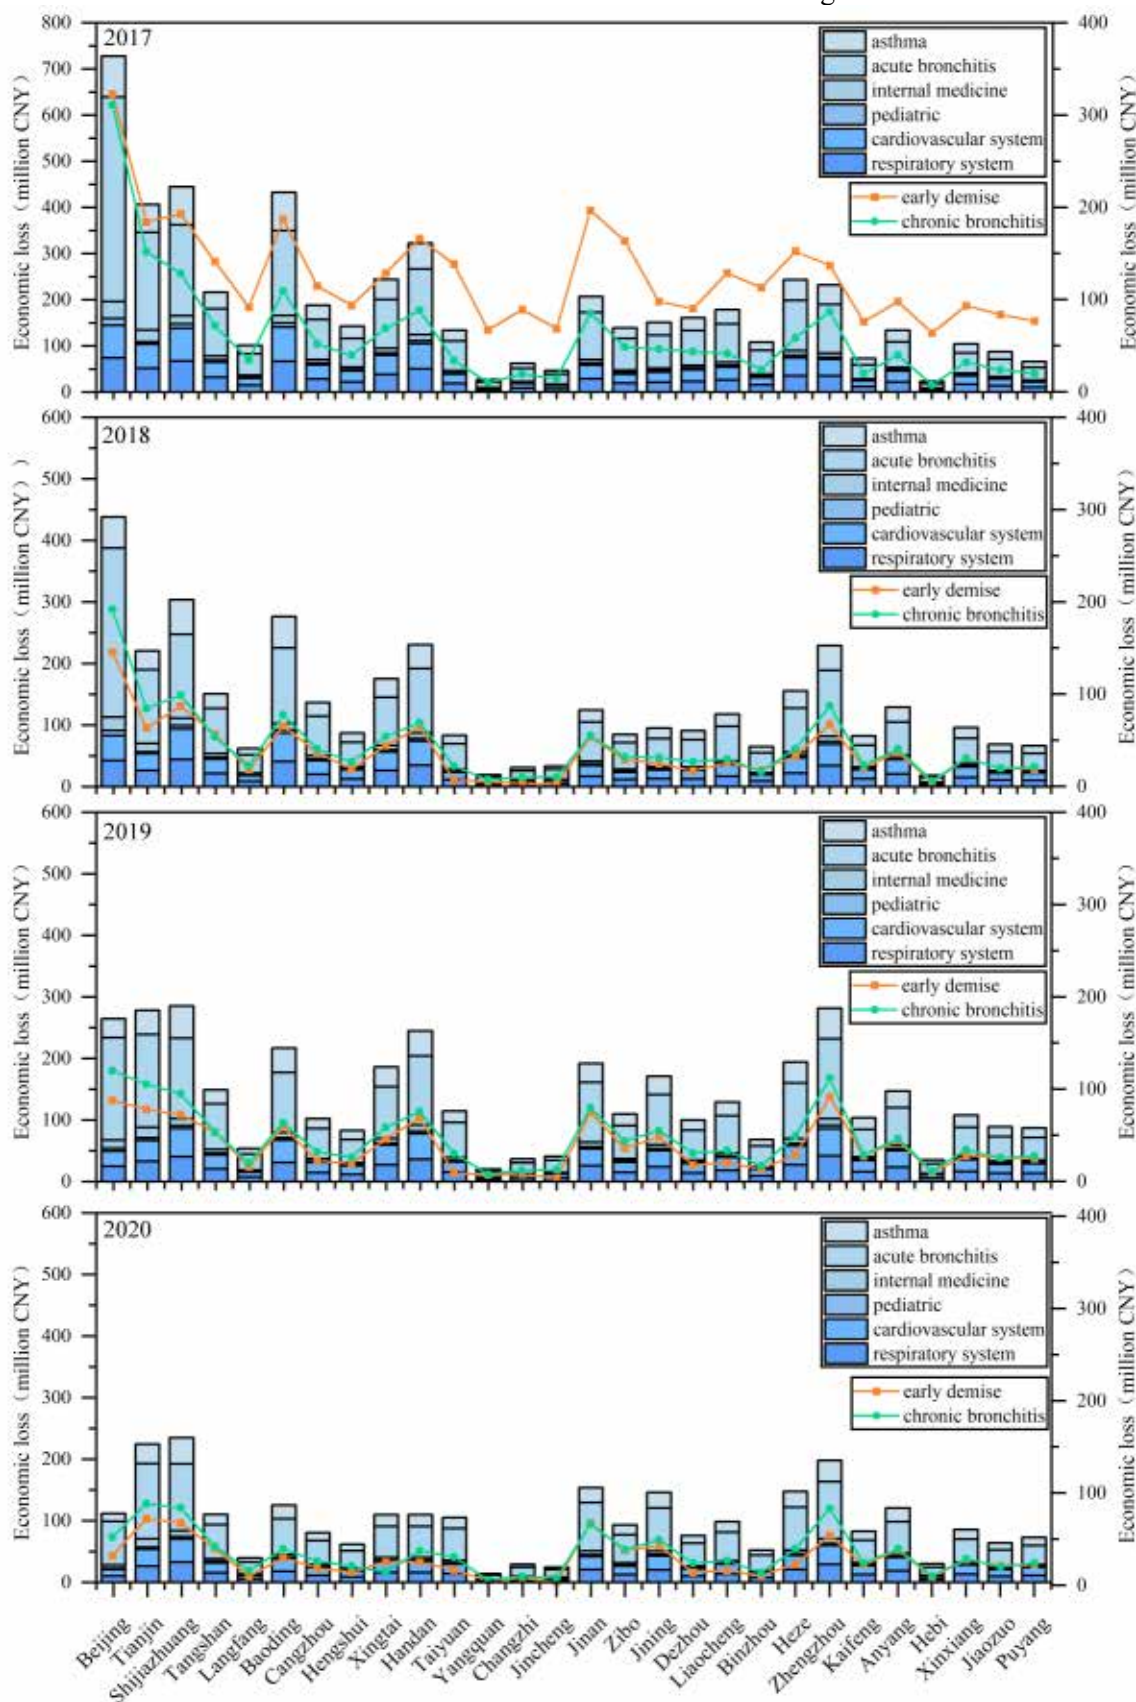 2017
800
700
600
500
400
300
200
100
0
Economic loss（million CNY）
asthma
acute bronchitis
internal medicine
pediatric
cardiovascular system
respiratory system
early demise
chronic bronchitis
400
300
200
100
0
Economic loss（million CNY）
2018
600
500
400
300
200
100
0
Economic loss（million CNY））
asthma
acute bronchitis
internal medicine
pediatric
cardiovascular system
respiratory system
early demise
chronic bronchitis
400
300
200
100
0
Economic loss（million CNY）
2019
600
500
400
300
200
100
0
Economic loss（million CNY）
asthma
acute bronchitis
internal medicine
pediatric
cardiovascular system
respiratory system
early demise
chronic bronchitis
400
300
200
100
0
Economic loss（million CNY）
2020
600
500
400
300
200
100
0
Economic loss（million CNY）
asthma
acute bronchitis
internal medicine
pediatric
cardiovascular system
respiratory system
early demise
chronic bronchitis
400
300
200
100
0
Economic loss（million CNY）
Beijing
Tianjin
Shijiazhuang
Tangshan
Langfang
Baoding
Cangzhou
Hengshui
Xingtai
Handan
Taiyuan
Yangquan
Changzhi
Jincheng
Jinan
Zibo
Jining
Dezhou
Liaocheng
Binzhou
Heze
Zhengzhou
Kaifeng
Anyang
Hebi
Xinxiang
Jiaozuo
Puyang